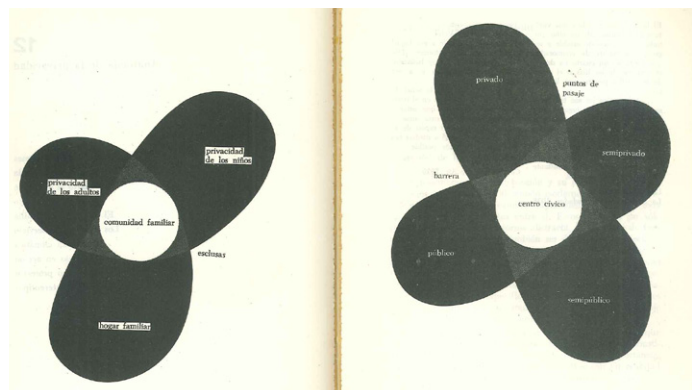 12
privacidad
de los niños
privacidad
de los adultos
comunidad familiar
esclusas
hogar familiar
privado
puntos de
pasaje
semiprivado
barrera
centro cívico
público
semipúblico